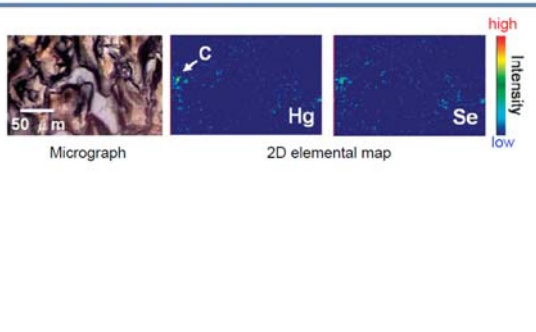 high
C
Intensity
50 μm
Hg
Se
low
Micrograph
2D elemental map